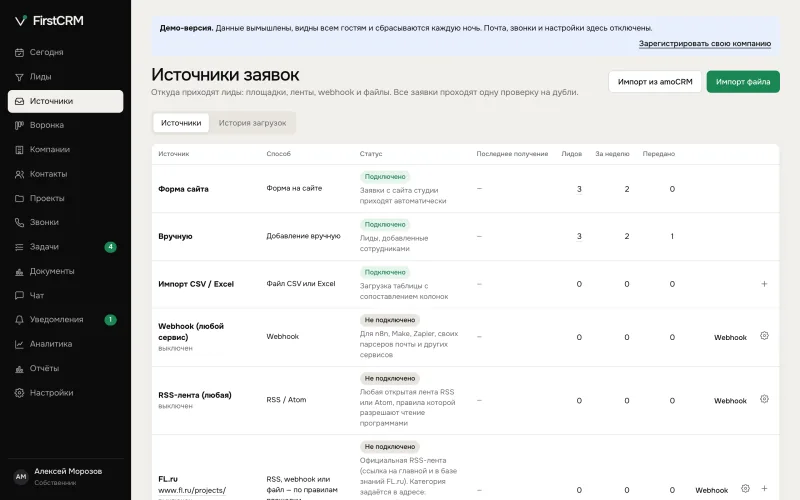 FirstCRM
Сегодня
Лиды
Источники
Воронка
Компании
Контакты
Проекты
Звонки
Задачи 4
Документы
Чат
Уведомления 1
Аналитика
Отчёты
Настройки
AM
Алексей Морозов
Собственник
Демо-версия. Данные вымышлены, видны всем гостям и сбрасываются каждую ночь. Почта, звонки и настройки здесь отключены.
Зарегистрировать свою компанию
Источники заявок
Откуда приходят лиды: площадки, ленты, webhook и файлы. Все заявки проходят одну проверку на дубли.
Импорт из amoCRM
Импорт файла
Источники
История загрузок
Источник Способ Статус Последнее получение Лидов За неделю Передано
Подключено
Форма сайта Форма на сайте Заявки с сайта студии — 3 2 0
приходят автоматически
Подключено
Вручную Добавление вручную Лиды, добавленные — 3 2 1
сотрудниками
Подключено
Импорт CSV / Excel Файл CSV или Excel Загрузка таблицы с — 0 0 0 +
сопоставлением колонок
Не подключено
Webhook (любой
сервис)
выключен
Webhook
Для n8n, Make, Zapier, своих
парсеров почты и других
сервисов
— 0 0 0 Webhook
Не подключено
RSS-лента (любая)
выключен
RSS / Atom
Любая открытая лента RSS
или Atom, правила которой
разрешают чтение
программами
— 0 0 0 Webhook
Не подключено
FL.ru
www.fl.ru/projects/
RSS, webhook или
файл — по правилам
Официальная RSS-лента
(ссылка на главной и в базе
знаний FL.ru). Категория
задаётся в адресе:
— 0 0 0 Webhook +